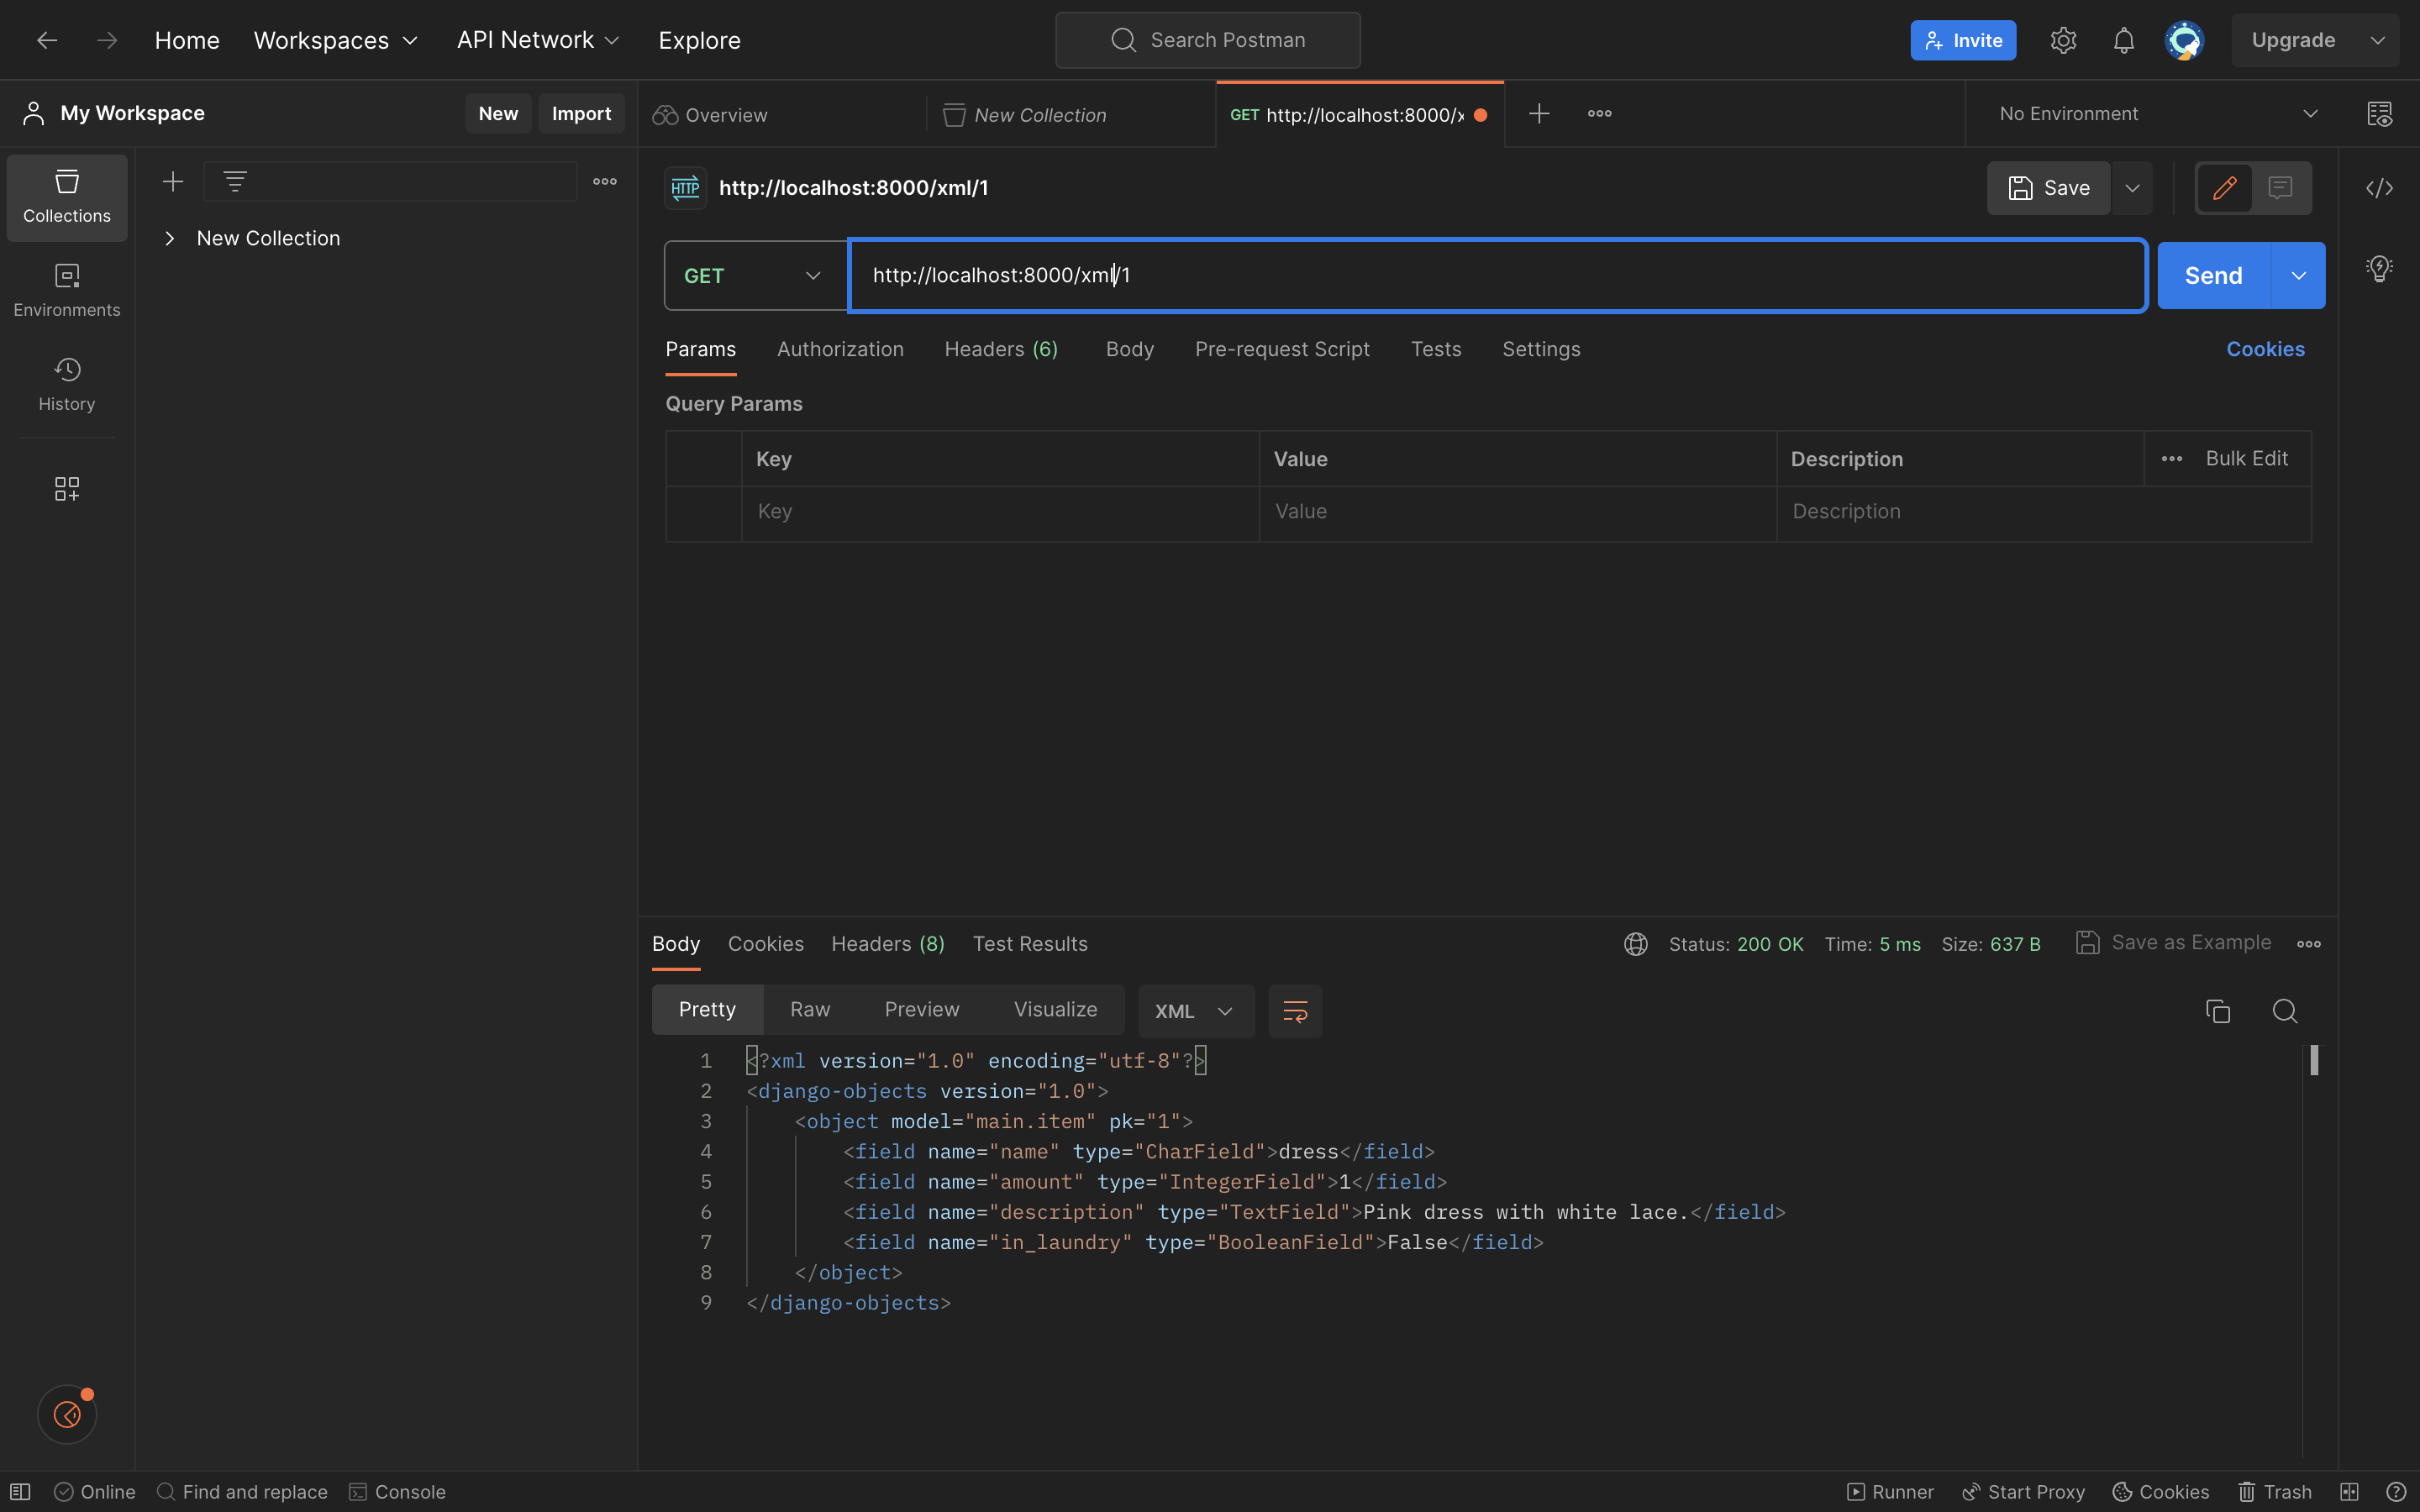 Home Workspaces API Network Explore Search Postman Invite Upgrade
My Workspace New Import Overview New Collection GET http://localhost:8000/x No Environment
Collections
Environments
History
New Collection
HTTP http://localhost:8000/xml/1 Save
GET http://localhost:8000/xml/1 Send
Params Authorization Headers (6) Body Pre-request Script Tests Settings Cookies
Query Params
Key Value Description Bulk Edit
Key Value Description
Body Cookies Headers (8) Test Results Status: 200 OK Time: 5 ms Size: 637 B Save as Example
Pretty Raw Preview Visualize XML
1 <?xml version="1.0" encoding="utf-8"?>
2 <django-objects version="1.0">
3 <object model="main.item" pk="1">
4 <field name="name" type="CharField">dress</field>
5 <field name="amount" type="IntegerField">1</field>
6 <field name="description" type="TextField">Pink dress with white lace.</field>
7 <field name="in_laundry" type="BooleanField">False</field>
8 </object>
9 </django-objects>
Online Find and replace Console Runner Start Proxy Cookies Trash